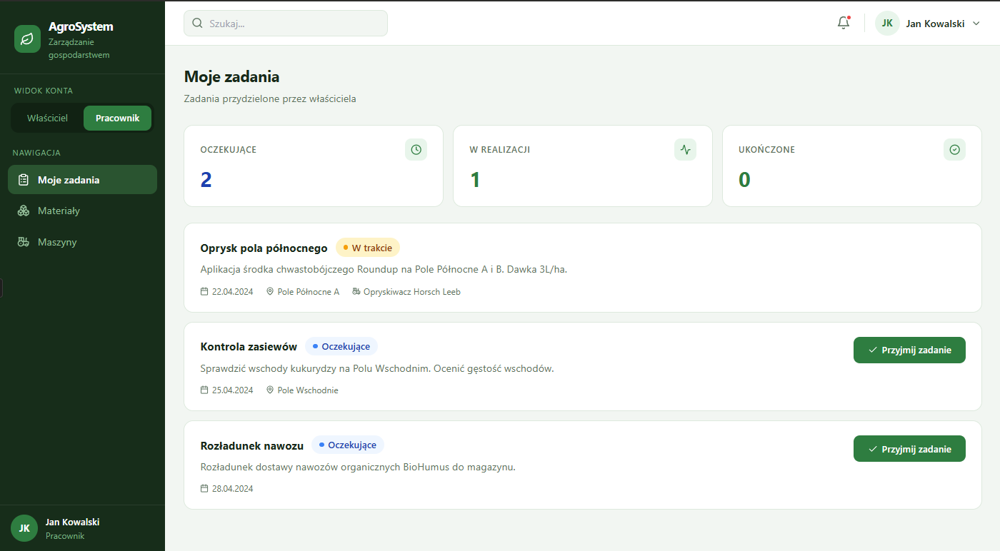 AgroSystem
Zarządzanie
gospodarstwem
WIDOK KONTA
Właściciel
Pracownik
NAWIGACJA
Moje zadania
Materiały
Maszyny
JK
Jan Kowalski
Pracownik
Szukaj...
JK
Jan Kowalski
Moje zadania
Zadania przydzielone przez właściciela
OCZEKUJĄCE
2
W REALIZACJI
1
UKOŃCZONE
0
Oprysk pola północnego
W trakcie
Aplikacja środka chwastobójczego Roundup na Pole Północne A i B. Dawka 3L/ha.
22.04.2024 Pole Północne A Opryskiwacz Horsch Leeb
Kontrola zasiewów
Oczekujące
Przyjmij zadanie
Sprawdzić wschody kukurydzy na Polu Wschodnim. Ocenić gęstość wschodów.
25.04.2024 Pole Wschodnie
Rozładunek nawozu
Oczekujące
Przyjmij zadanie
Rozładunek dostawy nawozów organicznych BioHumus do magazynu.
28.04.2024